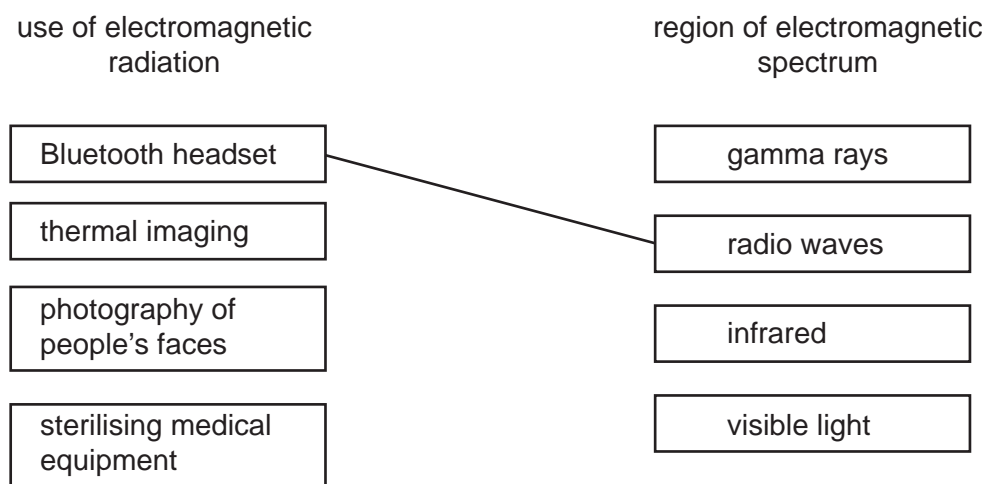 use of electromagnetic
radiation
region of electromagnetic
spectrum
Bluetooth headset
thermal imaging
photography of
people’s faces
sterilising medical
equipment
gamma rays
radio waves
infrared
visible light